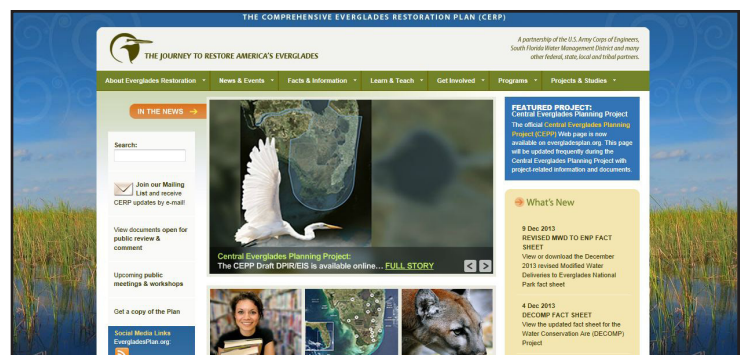 THE COMPREHENSIVE EVERGLADES RESTORATION PLAN (CERP)
THE JOURNEY TO RESTORE AMERICA'S EVERGLADES
A partnership of the U.S. Army Corps of Engineers,
South Florida Water Management District and many
other federal, state, local and tribal partners.
About Everglades Restoration
News & Events
Facts & Information
Learn & Teach
Get Involved
Programs
Projects & Studies
IN THE NEWS
Search:
Join our Mailing
List and receive
CERP updates by e-mail!
View documents open for
public review &
comment
Upcoming public
meetings & workshops
Get a copy of the Plan
Social Media Links
EvergladesPlan.org:
Central Everglades Planning Project:
The CEPP Draft DPIR/EIS is available online... FULL STORY
FEATURED PROJECT:
Central Everglades Planning Project
The official Central Everglades Planning
Project (CEPP) Web page is now
available on evergladesplan.org. This page
will be updated frequently during the
Central Everglades Planning Project with
project-related information and documents.
What's New
9 Dec 2013
REVISED MWD TO ENP FACT
SHEET
View or download the December
2013 revised Modified Water
Deliveries to Everglades National
Park fact sheet
4 Dec 2013
DECOMP FACT SHEET
View the updated fact sheet for the
Water Conservation Are (DECOMP)
Project